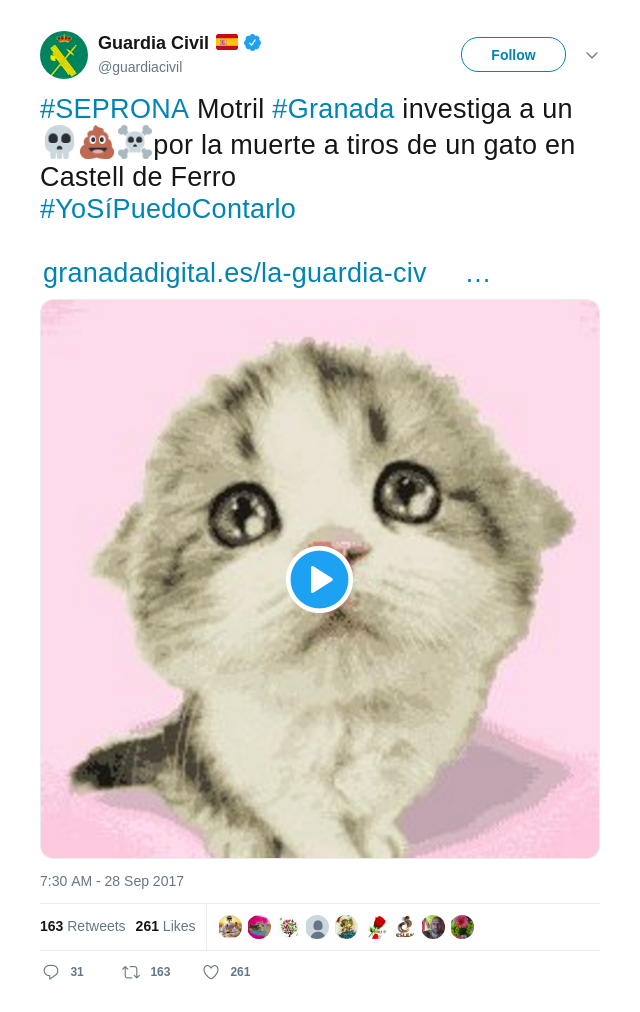 Guardia Civil 🇪🇸
@guardiacivil
Follow
#SEPRONA Motril #Granada investiga a un
💀💩☠️por la muerte a tiros de un gato en
Castell de Ferro
#YoSíPuedoContarlo
granadadigital.es/la-guardia-civ …
7:30 AM - 28 Sep 2017
163 Retweets 261 Likes
31 163 261